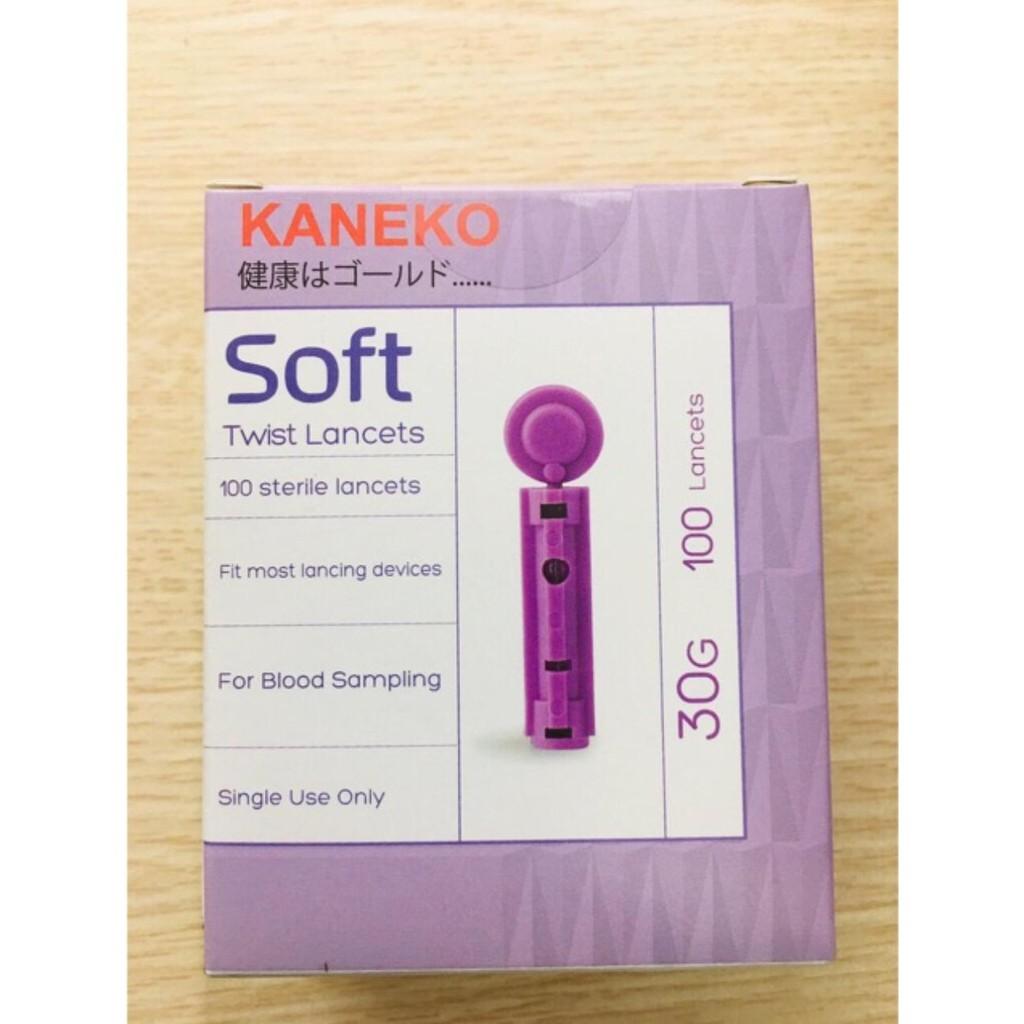 KANEKO
健康はゴールド......
Soft
Twist Lancets
100 sterile lancets
Fit most lancing devices
For Blood Sampling
Single Use Only
30G 100 Lancets